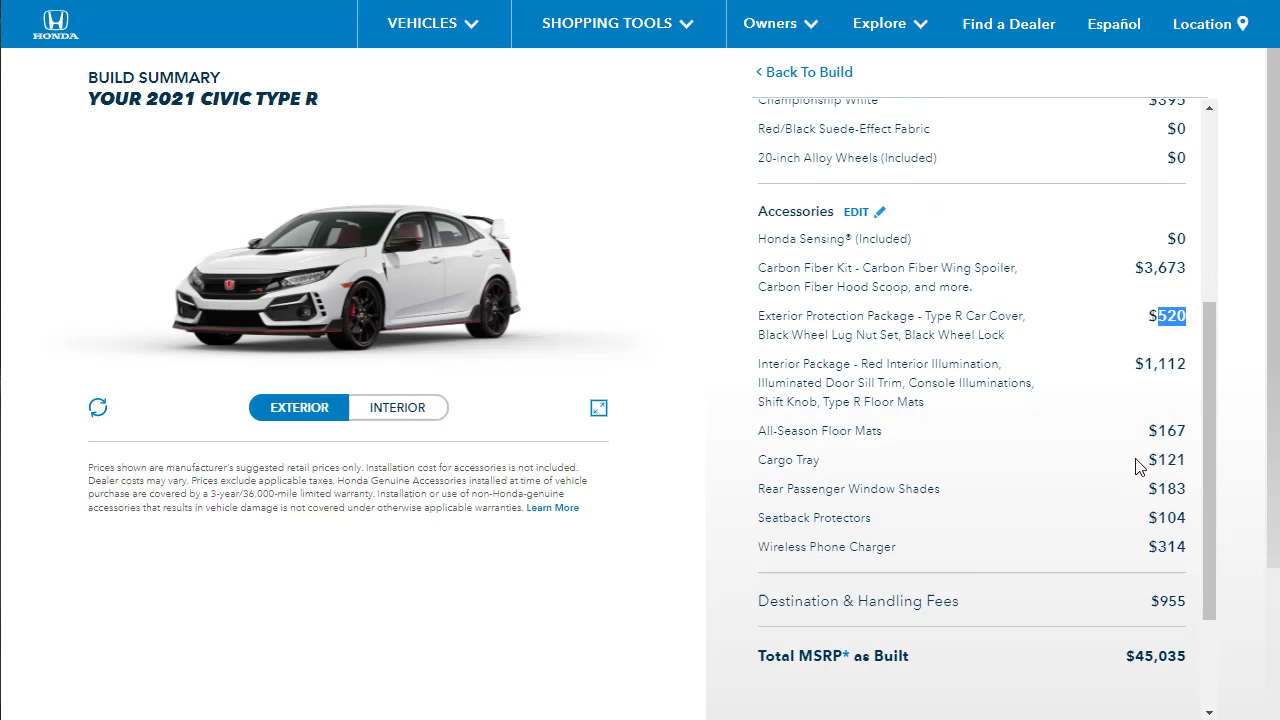 HONDA
VEHICLES
SHOPPING TOOLS
Owners
Explore
Find a Dealer
Español
Location
BUILD SUMMARY
YOUR 2021 CIVIC TYPE R
EXTERIOR
INTERIOR
Prices shown are manufacturer's suggested retail prices only. Installation cost for accessories is not included.
Dealer costs may vary. Prices exclude applicable taxes. Honda Genuine Accessories installed at time of vehicle
purchase are covered by a 3-year/36,000-mile limited warranty. Installation or use of non-Honda-genuine
accessories that results in vehicle damage is not covered under otherwise applicable warranties. Learn More
Back To Build
Championship White $395
Red/Black Suede-Effect Fabric $0
20-inch Alloy Wheels (Included) $0
Accessories EDIT
Honda Sensing® (Included) $0
Carbon Fiber Kit - Carbon Fiber Wing Spoiler, $3,673
Carbon Fiber Hood Scoop, and more.
Exterior Protection Package - Type R Car Cover, $520
Black Wheel Lug Nut Set, Black Wheel Lock
Interior Package - Red Interior Illumination, $1,112
Illuminated Door Sill Trim, Console Illuminations,
Shift Knob, Type R Floor Mats
All-Season Floor Mats $167
Cargo Tray $121
Rear Passenger Window Shades $183
Seatback Protectors $104
Wireless Phone Charger $314
Destination & Handling Fees $955
Total MSRP* as Built $45,035